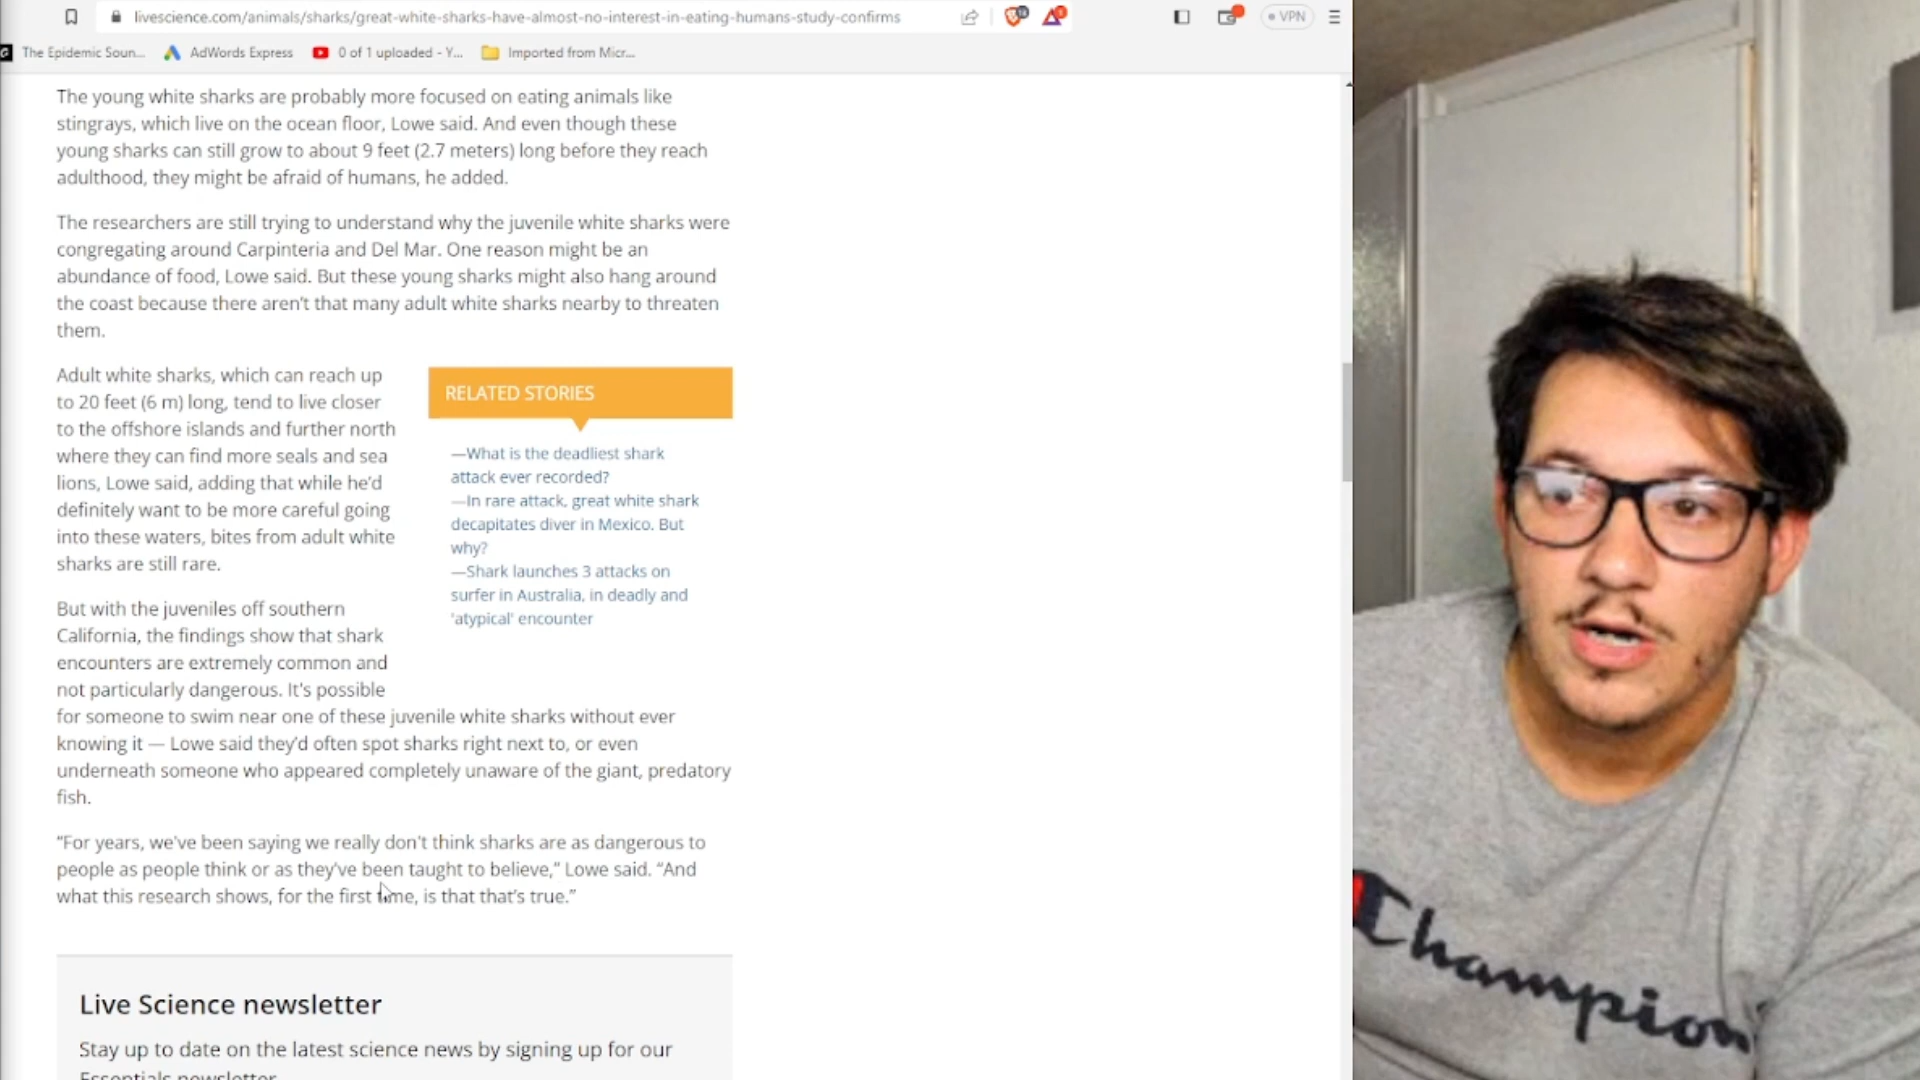 livescience.com/animals/sharks/great-white-sharks-have-almost-no-interest-in-eating-humans-study-confirms
VPN
The Epidemic Soun...
AdWords Express
0 of 1 uploaded - Y...
Imported from Micr...
The young white sharks are probably more focused on eating animals like
stingrays, which live on the ocean floor, Lowe said. And even though these
young sharks can still grow to about 9 feet (2.7 meters) long before they reach
adulthood, they might be afraid of humans, he added.
The researchers are still trying to understand why the juvenile white sharks were
congregating around Carpinteria and Del Mar. One reason might be an
abundance of food, Lowe said. But these young sharks might also hang around
the coast because there aren't that many adult white sharks nearby to threaten
them.
Adult white sharks, which can reach up
to 20 feet (6 m) long, tend to live closer
to the offshore islands and further north
where they can find more seals and sea
lions, Lowe said, adding that while he'd
definitely want to be more careful going
into these waters, bites from adult white
sharks are still rare.
RELATED STORIES
—What is the deadliest shark
attack ever recorded?
—In rare attack, great white shark
decapitates diver in Mexico. But
why?
—Shark launches 3 attacks on
surfer in Australia, in deadly and
'atypical' encounter
But with the juveniles off southern
California, the findings show that shark
encounters are extremely common and
not particularly dangerous. It's possible
for someone to swim near one of these juvenile white sharks without ever
knowing it — Lowe said they'd often spot sharks right next to, or even
underneath someone who appeared completely unaware of the giant, predatory
fish.
"For years, we've been saying we really don't think sharks are as dangerous to
people as people think or as they've been taught to believe," Lowe said. "And
what this research shows, for the first time, is that that's true."
Live Science newsletter
Stay up to date on the latest science news by signing up for our
Essentials newsletter.
Champion